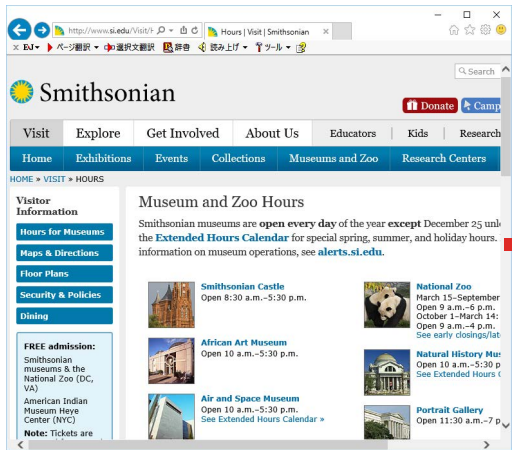 http://www.si.edu/Visit/H
Hours | Visit | Smithsonian
EJ ページ翻訳 選択文翻訳 辞書 読み上げ ツール
Search
Smithsonian
Donate Camp
Visit Explore Get Involved About Us Educators Kids Research
Home Exhibitions Events Collections Museums and Zoo Research Centers
HOME » VISIT » HOURS
Visitor
Information
Hours for Museums
Maps & Directions
Floor Plans
Security & Policies
Dining
FREE admission:
Smithsonian
museums & the
National Zoo (DC,
VA)
American Indian
Museum Heye
Center (NYC)
Note: Tickets are
Museum and Zoo Hours
Smithsonian museums are open every day of the year except December 25 unl
the Extended Hours Calendar for special spring, summer, and holiday hours.
information on museum operations, see alerts.si.edu.
Smithsonian Castle
Open 8:30 a.m.–5:30 p.m.
African Art Museum
Open 10 a.m.–5:30 p.m.
Air and Space Museum
Open 10 a.m.–5:30 p.m.
See Extended Hours Calendar »
National Zoo
March 15–September
Open 9 a.m.–6 p.m.
October 1–March 14:
Open 9 a.m.–4 p.m.
See early closings/lat
Natural History Mus
Open 10 a.m.–5:30 p
See Extended Hours C
Portrait Gallery
Open 11:30 a.m.–7 p